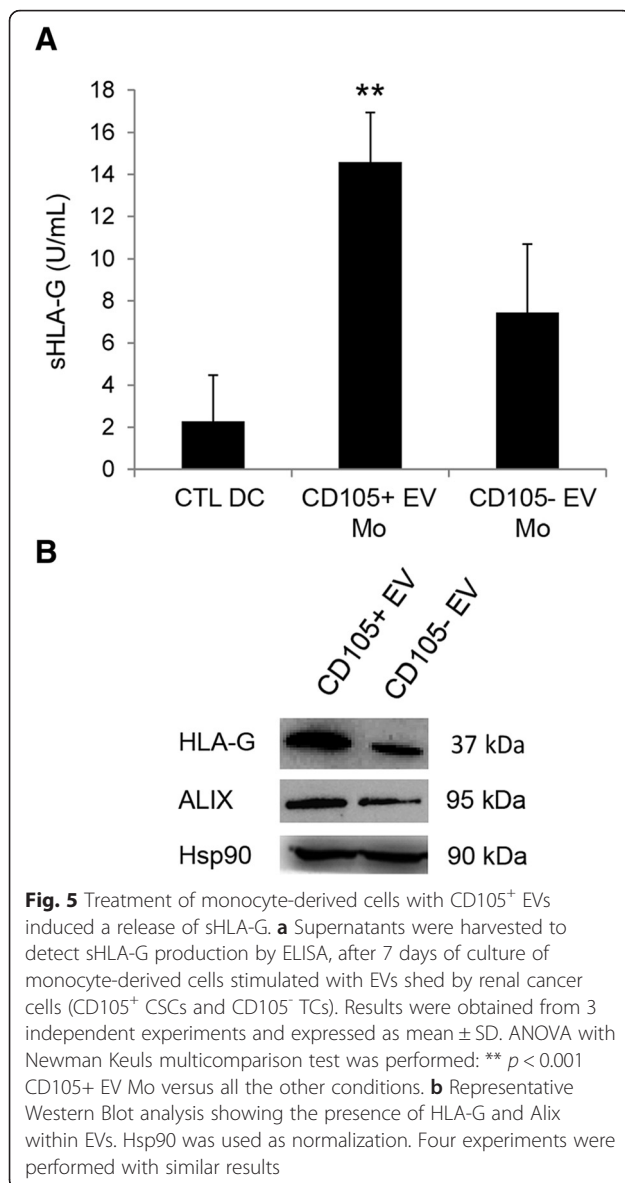 A
**
18
16
14
12
10
8
6
4
2
0
sHLA-G (U/mL)
CTL DC
CD105+ EV Mo
CD105- EV Mo
B
CD105+ EV
CD105- EV
HLA-G 37 kDa
ALIX 95 kDa
Hsp90 90 kDa
Fig. 5 Treatment of monocyte-derived cells with CD105⁺ EVs
induced a release of sHLA-G. a Supernatants were harvested to
detect sHLA-G production by ELISA, after 7 days of culture of
monocyte-derived cells stimulated with EVs shed by renal cancer
cells (CD105⁺ CSCs and CD105⁻ TCs). Results were obtained from 3
independent experiments and expressed as mean ± SD. ANOVA with
Newman Keuls multicomparison test was performed: ** p < 0.001
CD105+ EV Mo versus all the other conditions. b Representative
Western Blot analysis showing the presence of HLA-G and Alix
within EVs. Hsp90 was used as normalization. Four experiments were
performed with similar results